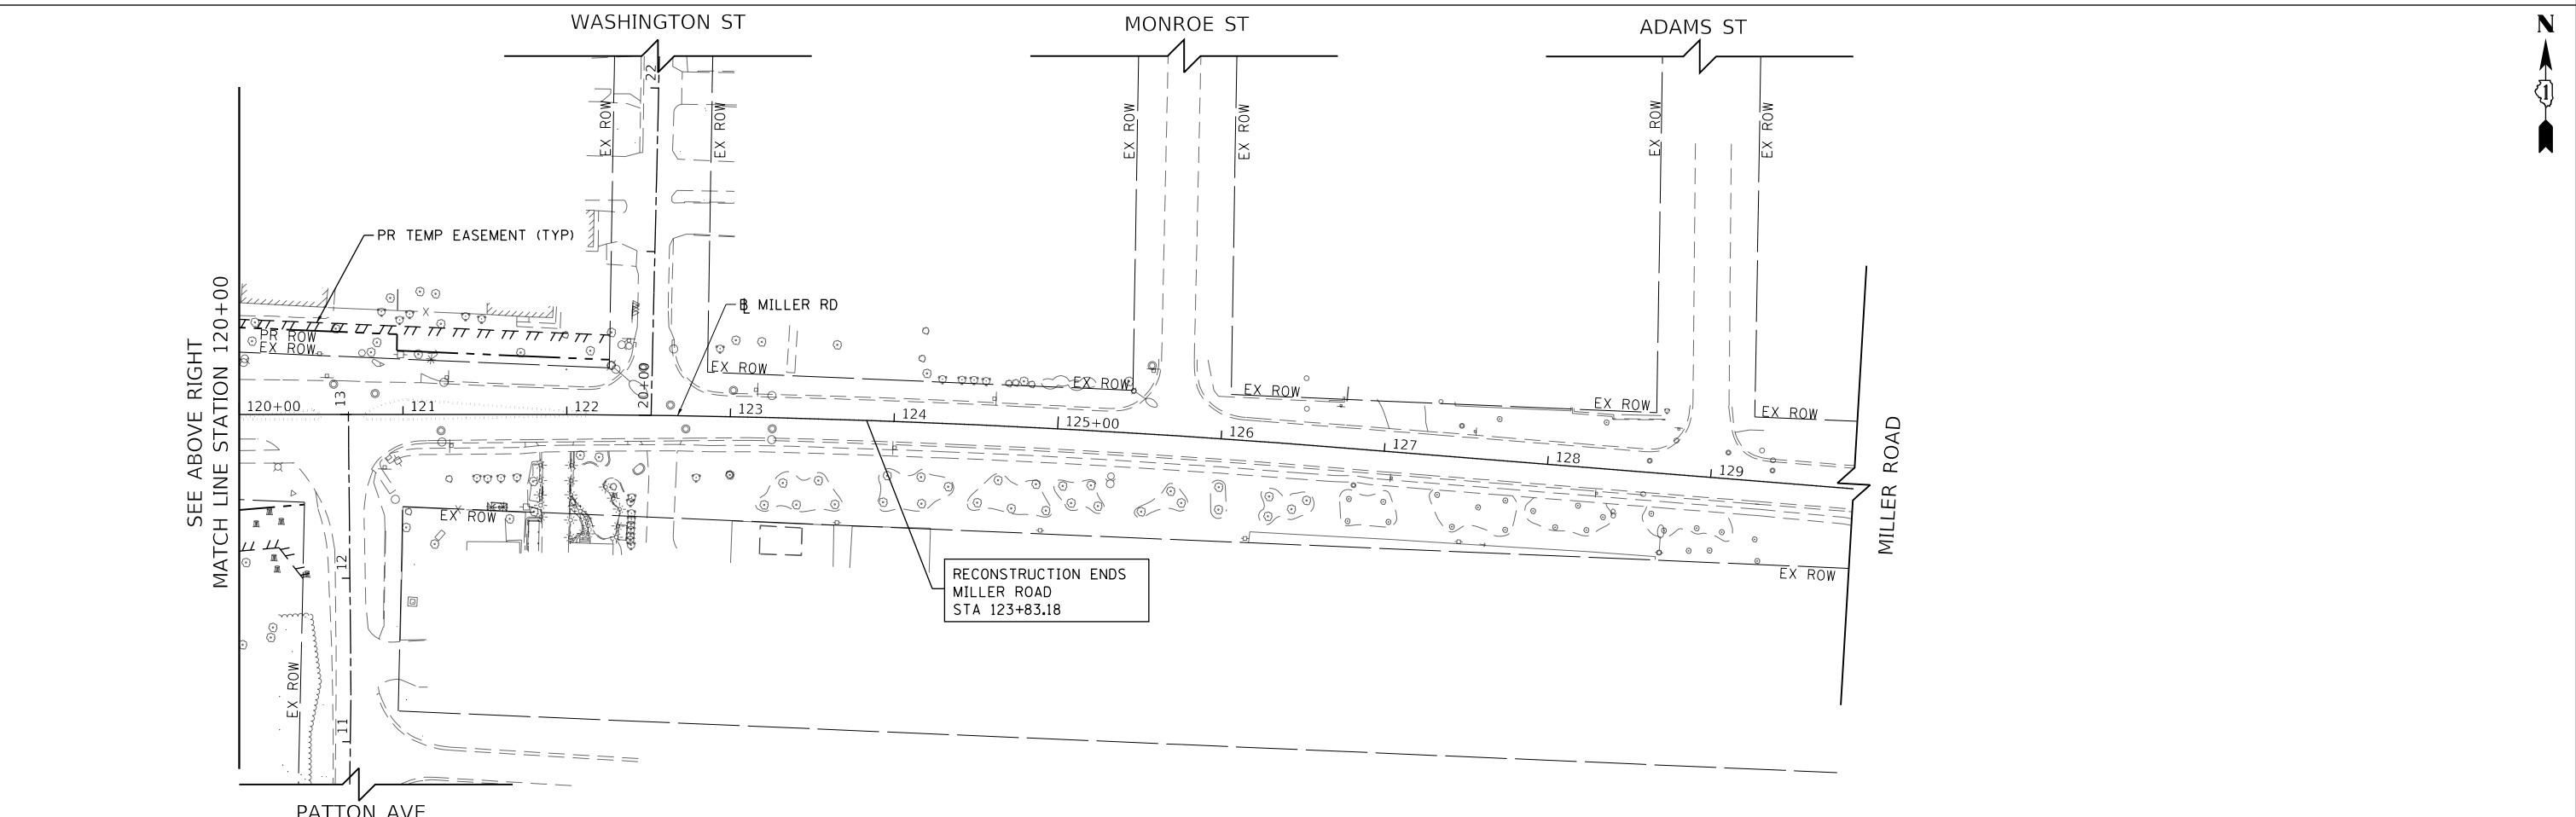 WASHINGTON ST
MONROE ST
ADAMS ST
N
1
22
EX ROW
EX ROW
EX ROW
EX ROW
EX ROW
EX ROW
PR TEMP EASEMENT (TYP)
SEE ABOVE RIGHT
MATCH LINE STATION 120+00
BL MILLER RD
PR ROW
EX ROW
EX ROW
EX ROW
EX ROW
EX ROW
EX ROW
120+00
13
121
122
20+00
123
124
125+00
126
127
128
129
MILLER ROAD
EX ROW
12
RECONSTRUCTION ENDS
MILLER ROAD
STA 123+83.18
EX ROW
EX ROW
11
PATTON AVE